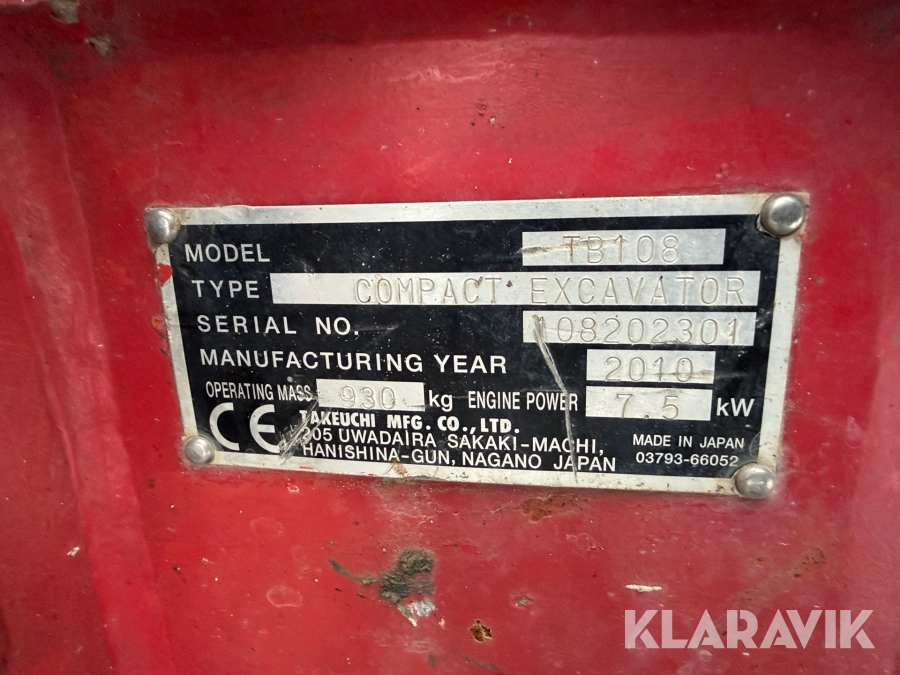 MODEL TB108
TYPE COMPACT EXCAVATOR
SERIAL NO. 108202301
MANUFACTURING YEAR 2010
OPERATING MASS 930 kg ENGINE POWER 7.5 kW
CE TAKEUCHI MFG. CO., LTD.
205 UWADAIRA SAKAKI-MACHI, MADE IN JAPAN
HANISHINA-GUN, NAGANO JAPAN 03793-66052
KLARAVIK